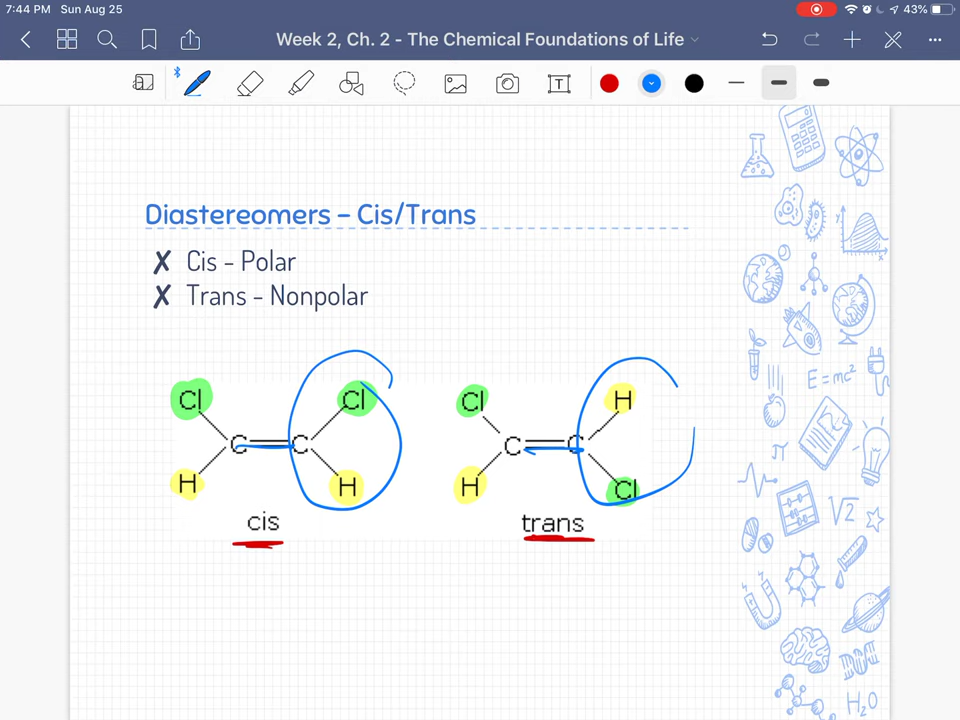 7:44 PM Sun Aug 25
43%
Week 2, Ch. 2 - The Chemical Foundations of Life
T
Diastereomers – Cis/Trans
✗ Cis - Polar
✗ Trans - Nonpolar
Cl Cl Cl H
C C C C
H H H Cl
cis trans
y
x
E=mc²
π
√2
H₂O